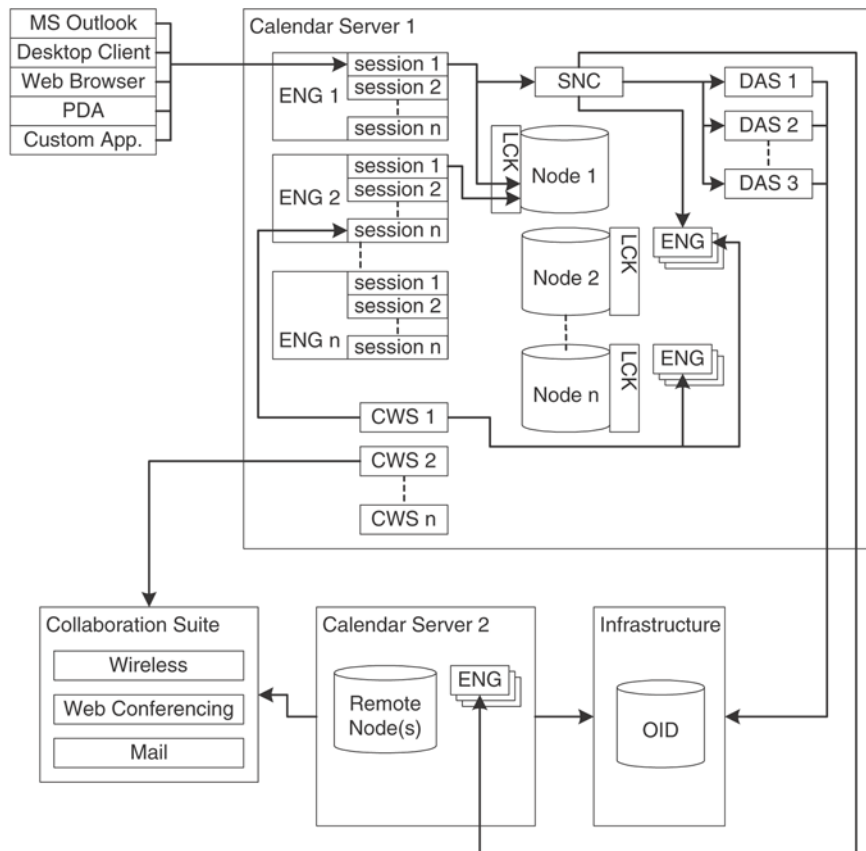 MS Outlook
Desktop Client
Web Browser
PDA
Custom App.
Calendar Server 1
ENG 1
session 1
session 2
session n
ENG 2
session 1
session 2
session n
ENG n
session 1
session 2
session n
SNC
DAS 1
DAS 2
DAS 3
LCK
Node 1
Node 2
LCK
ENG
Node n
LCK
ENG
CWS 1
CWS 2
CWS n
Collaboration Suite
Wireless
Web Conferencing
Mail
Calendar Server 2
Remote
Node(s)
ENG
Infrastructure
OID